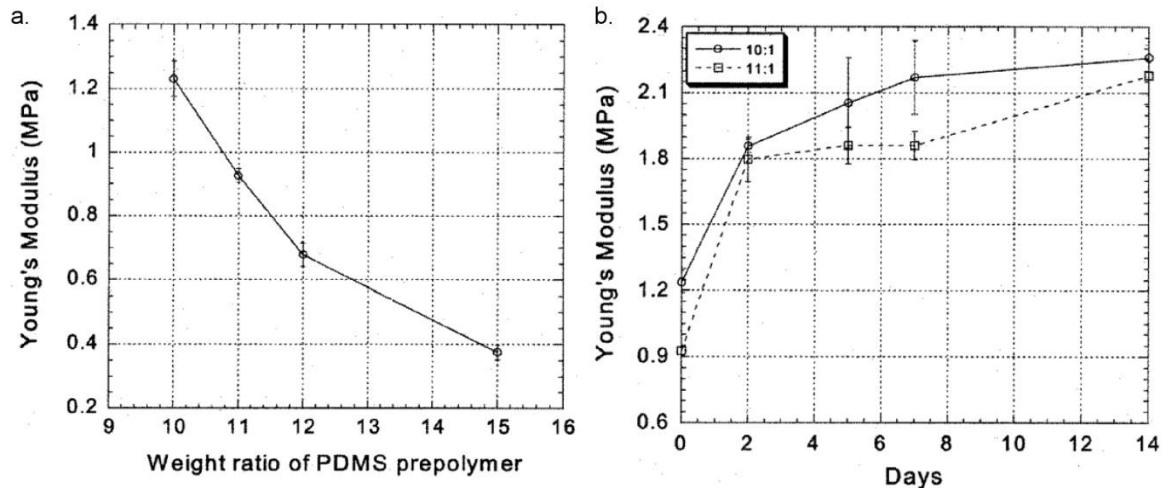 a.
Young's Modulus (MPa)
1.4
1.2
1
0.8
0.6
0.4
0.2
9 10 11 12 13 14 15 16
Weight ratio of PDMS prepolymer
b.
Young's Modulus (MPa)
2.4
2.1
1.8
1.5
1.2
0.9
0.6
10:1
11:1
0 2 4 6 8 10 12 14
Days